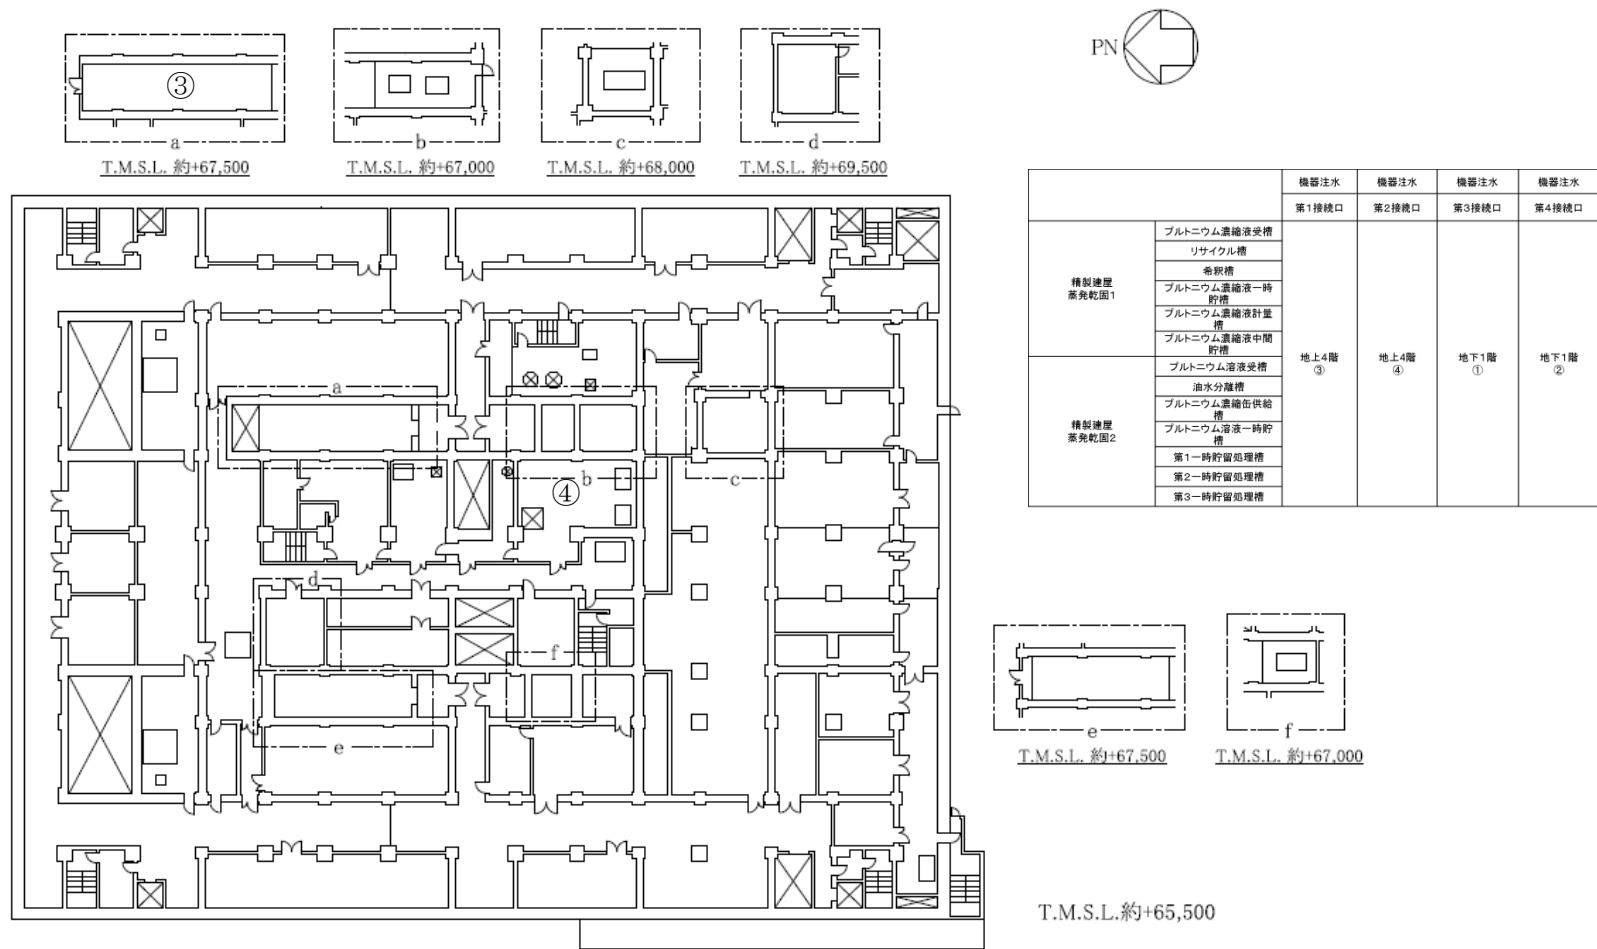 PN
③
a
T.M.S.L. 約+67,500
b
T.M.S.L. 約+67,000
c
T.M.S.L. 約+68,000
d
T.M.S.L. 約+69,500
機器注水 機器注水 機器注水 機器注水
第1接続口 第2接続口 第3接続口 第4接続口
精製建屋
蒸発乾固1
プルトニウム濃縮液受槽
リサイクル槽
希釈槽
プルトニウム濃縮液一時
貯槽
プルトニウム濃縮液計量
槽
プルトニウム濃縮液中間
貯槽
精製建屋
蒸発乾固2
プルトニウム溶液受槽
油水分離槽
プルトニウム濃縮缶供給
槽
プルトニウム溶液一時貯
槽
第1一時貯留処理槽
第2一時貯留処理槽
第3一時貯留処理槽
地上4階 地上4階 地下1階 地下1階
③ ④ ① ②
a
b
c
④
d
f
e
e
T.M.S.L. 約+67,500
f
T.M.S.L. 約+67,000
T.M.S.L.約+65,500